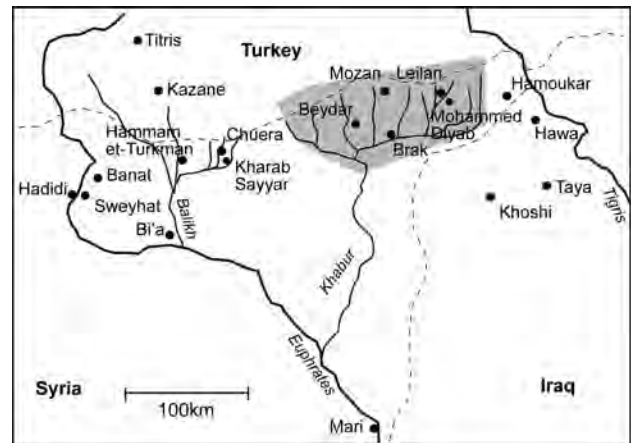 Titris
Turkey
Kazane
Mozan
Leilan
Hamoukar
Beydar
Mohammed
Diyab
Hawa
Hammam
et-Turkman
Chuera
Brak
Kharab
Sayyar
Banat
Hadidi
Sweyhat
Balikh
Bi'a
Taya
Khoshi
Tigris
Khabur
Euphrates
Syria
100km
Iraq
Mari